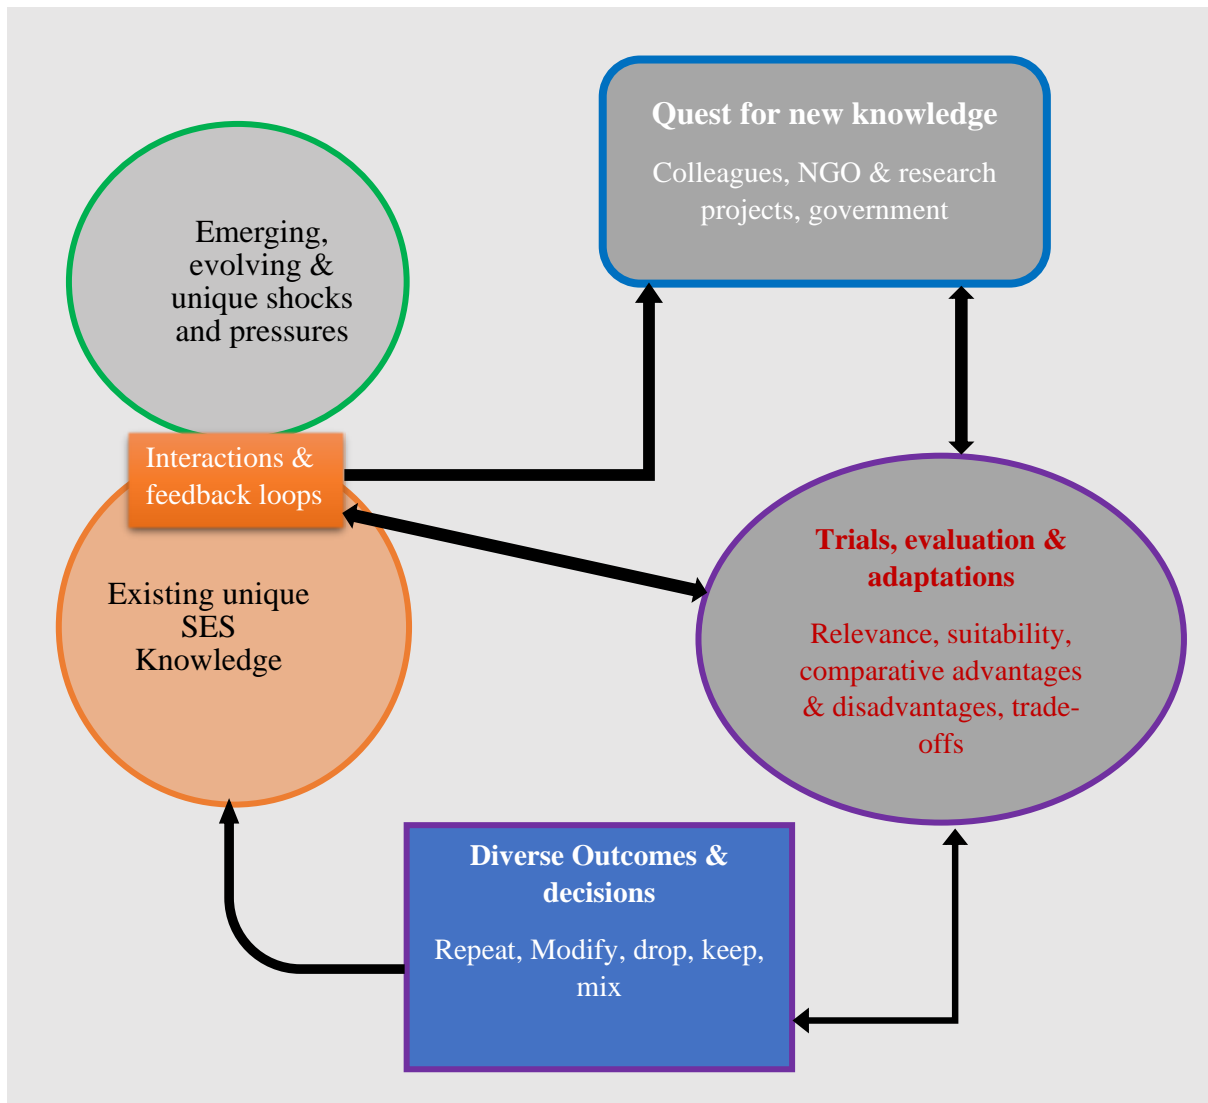 Quest for new knowledge
Colleagues, NGO & research
projects, government
Emerging,
evolving &
unique shocks
and pressures
Interactions &
feedback loops
Existing unique
SES
Knowledge
Trials, evaluation &
adaptations
Relevance, suitability,
comparative advantages
& disadvantages, trade-
offs
Diverse Outcomes &
decisions
Repeat, Modify, drop, keep,
mix